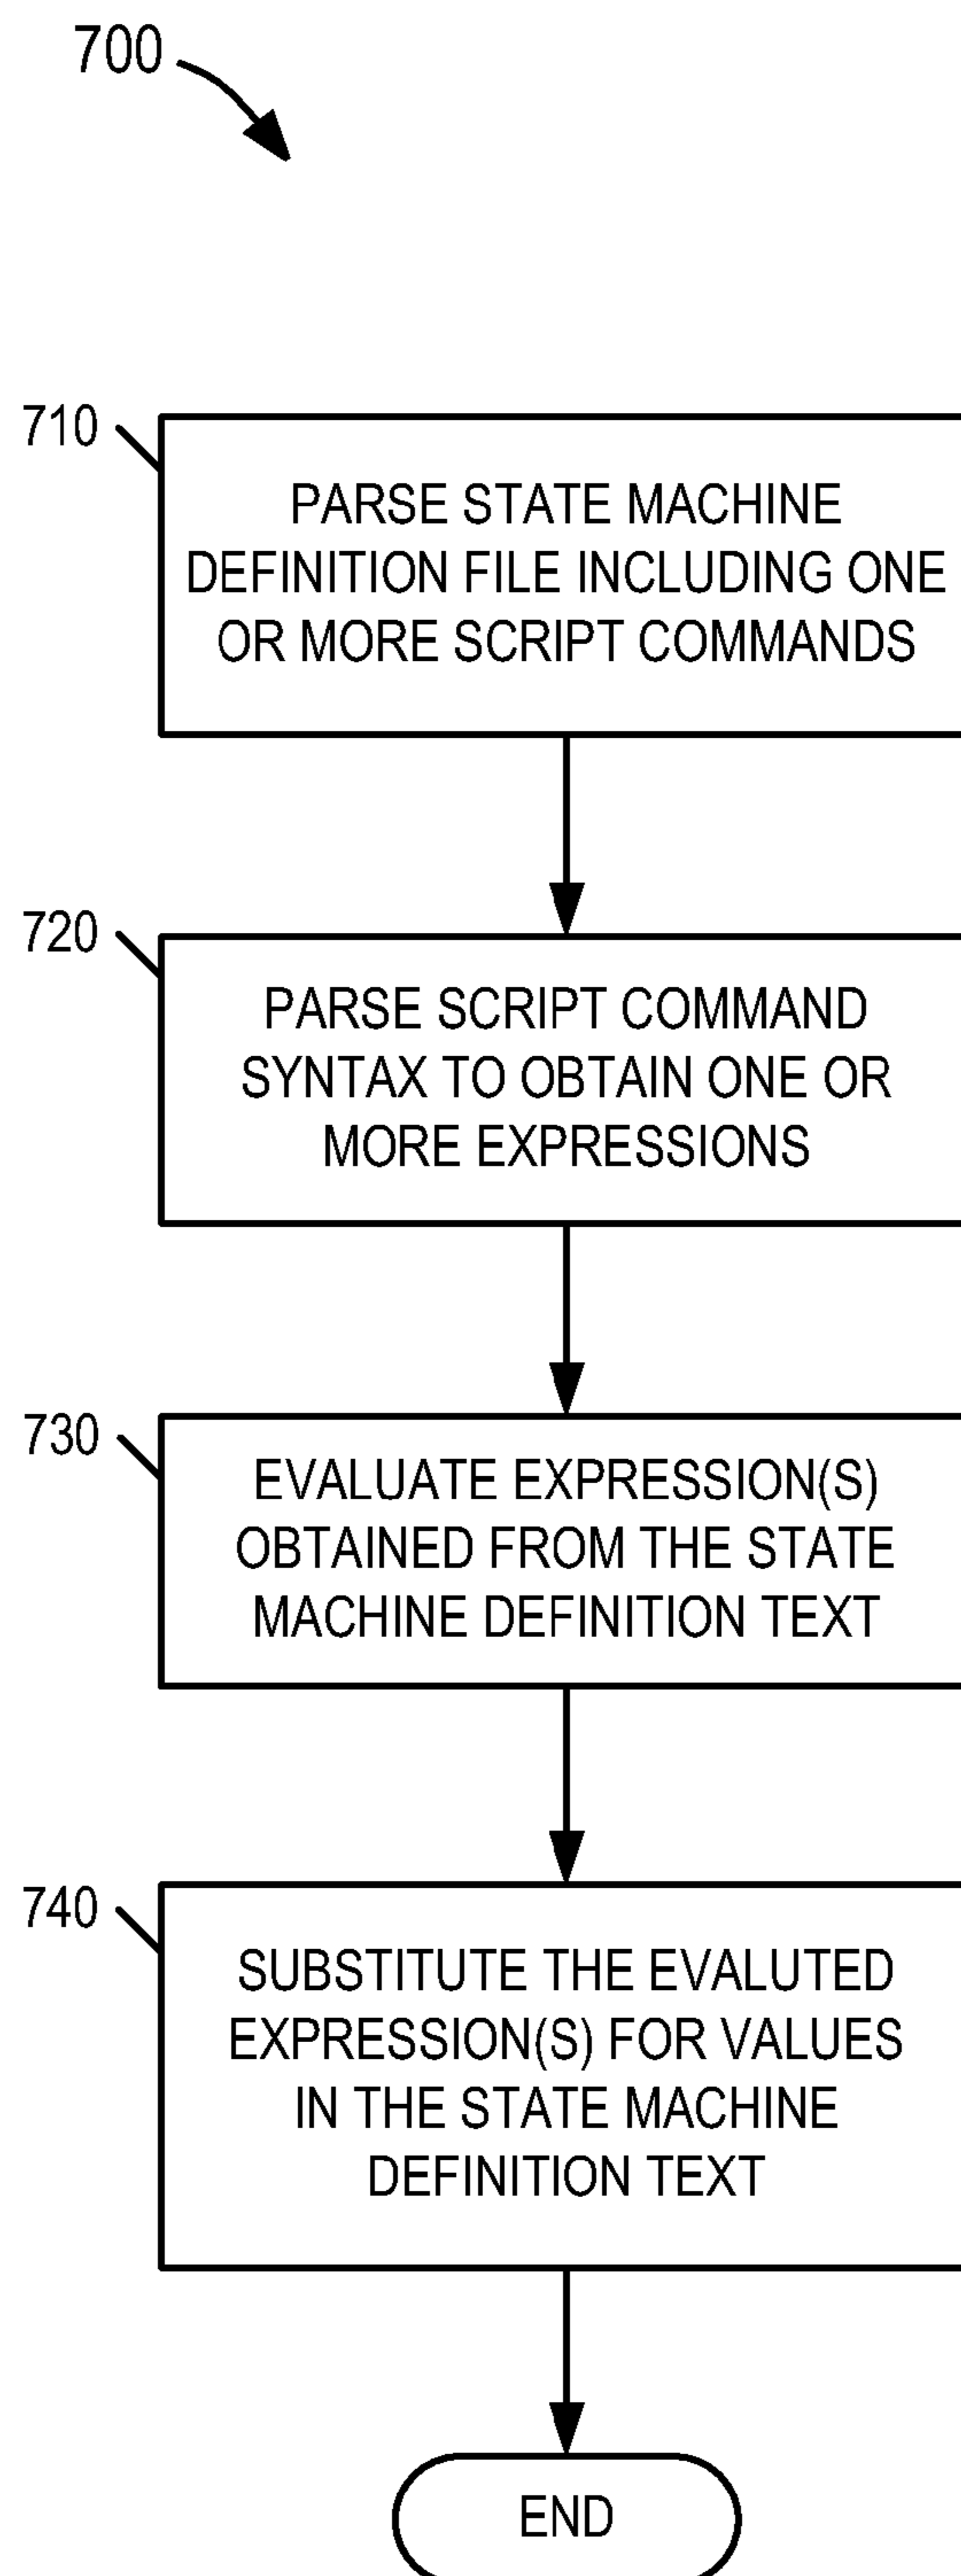 700
710
PARSE STATE MACHINE
DEFINITION FILE INCLUDING ONE
OR MORE SCRIPT COMMANDS
720
PARSE SCRIPT COMMAND
SYNTAX TO OBTAIN ONE OR
MORE EXPRESSIONS
730
EVALUATE EXPRESSION(S)
OBTAINED FROM THE STATE
MACHINE DEFINITION TEXT
740
SUBSTITUTE THE EVALUTED
EXPRESSION(S) FOR VALUES
IN THE STATE MACHINE
DEFINITION TEXT
END